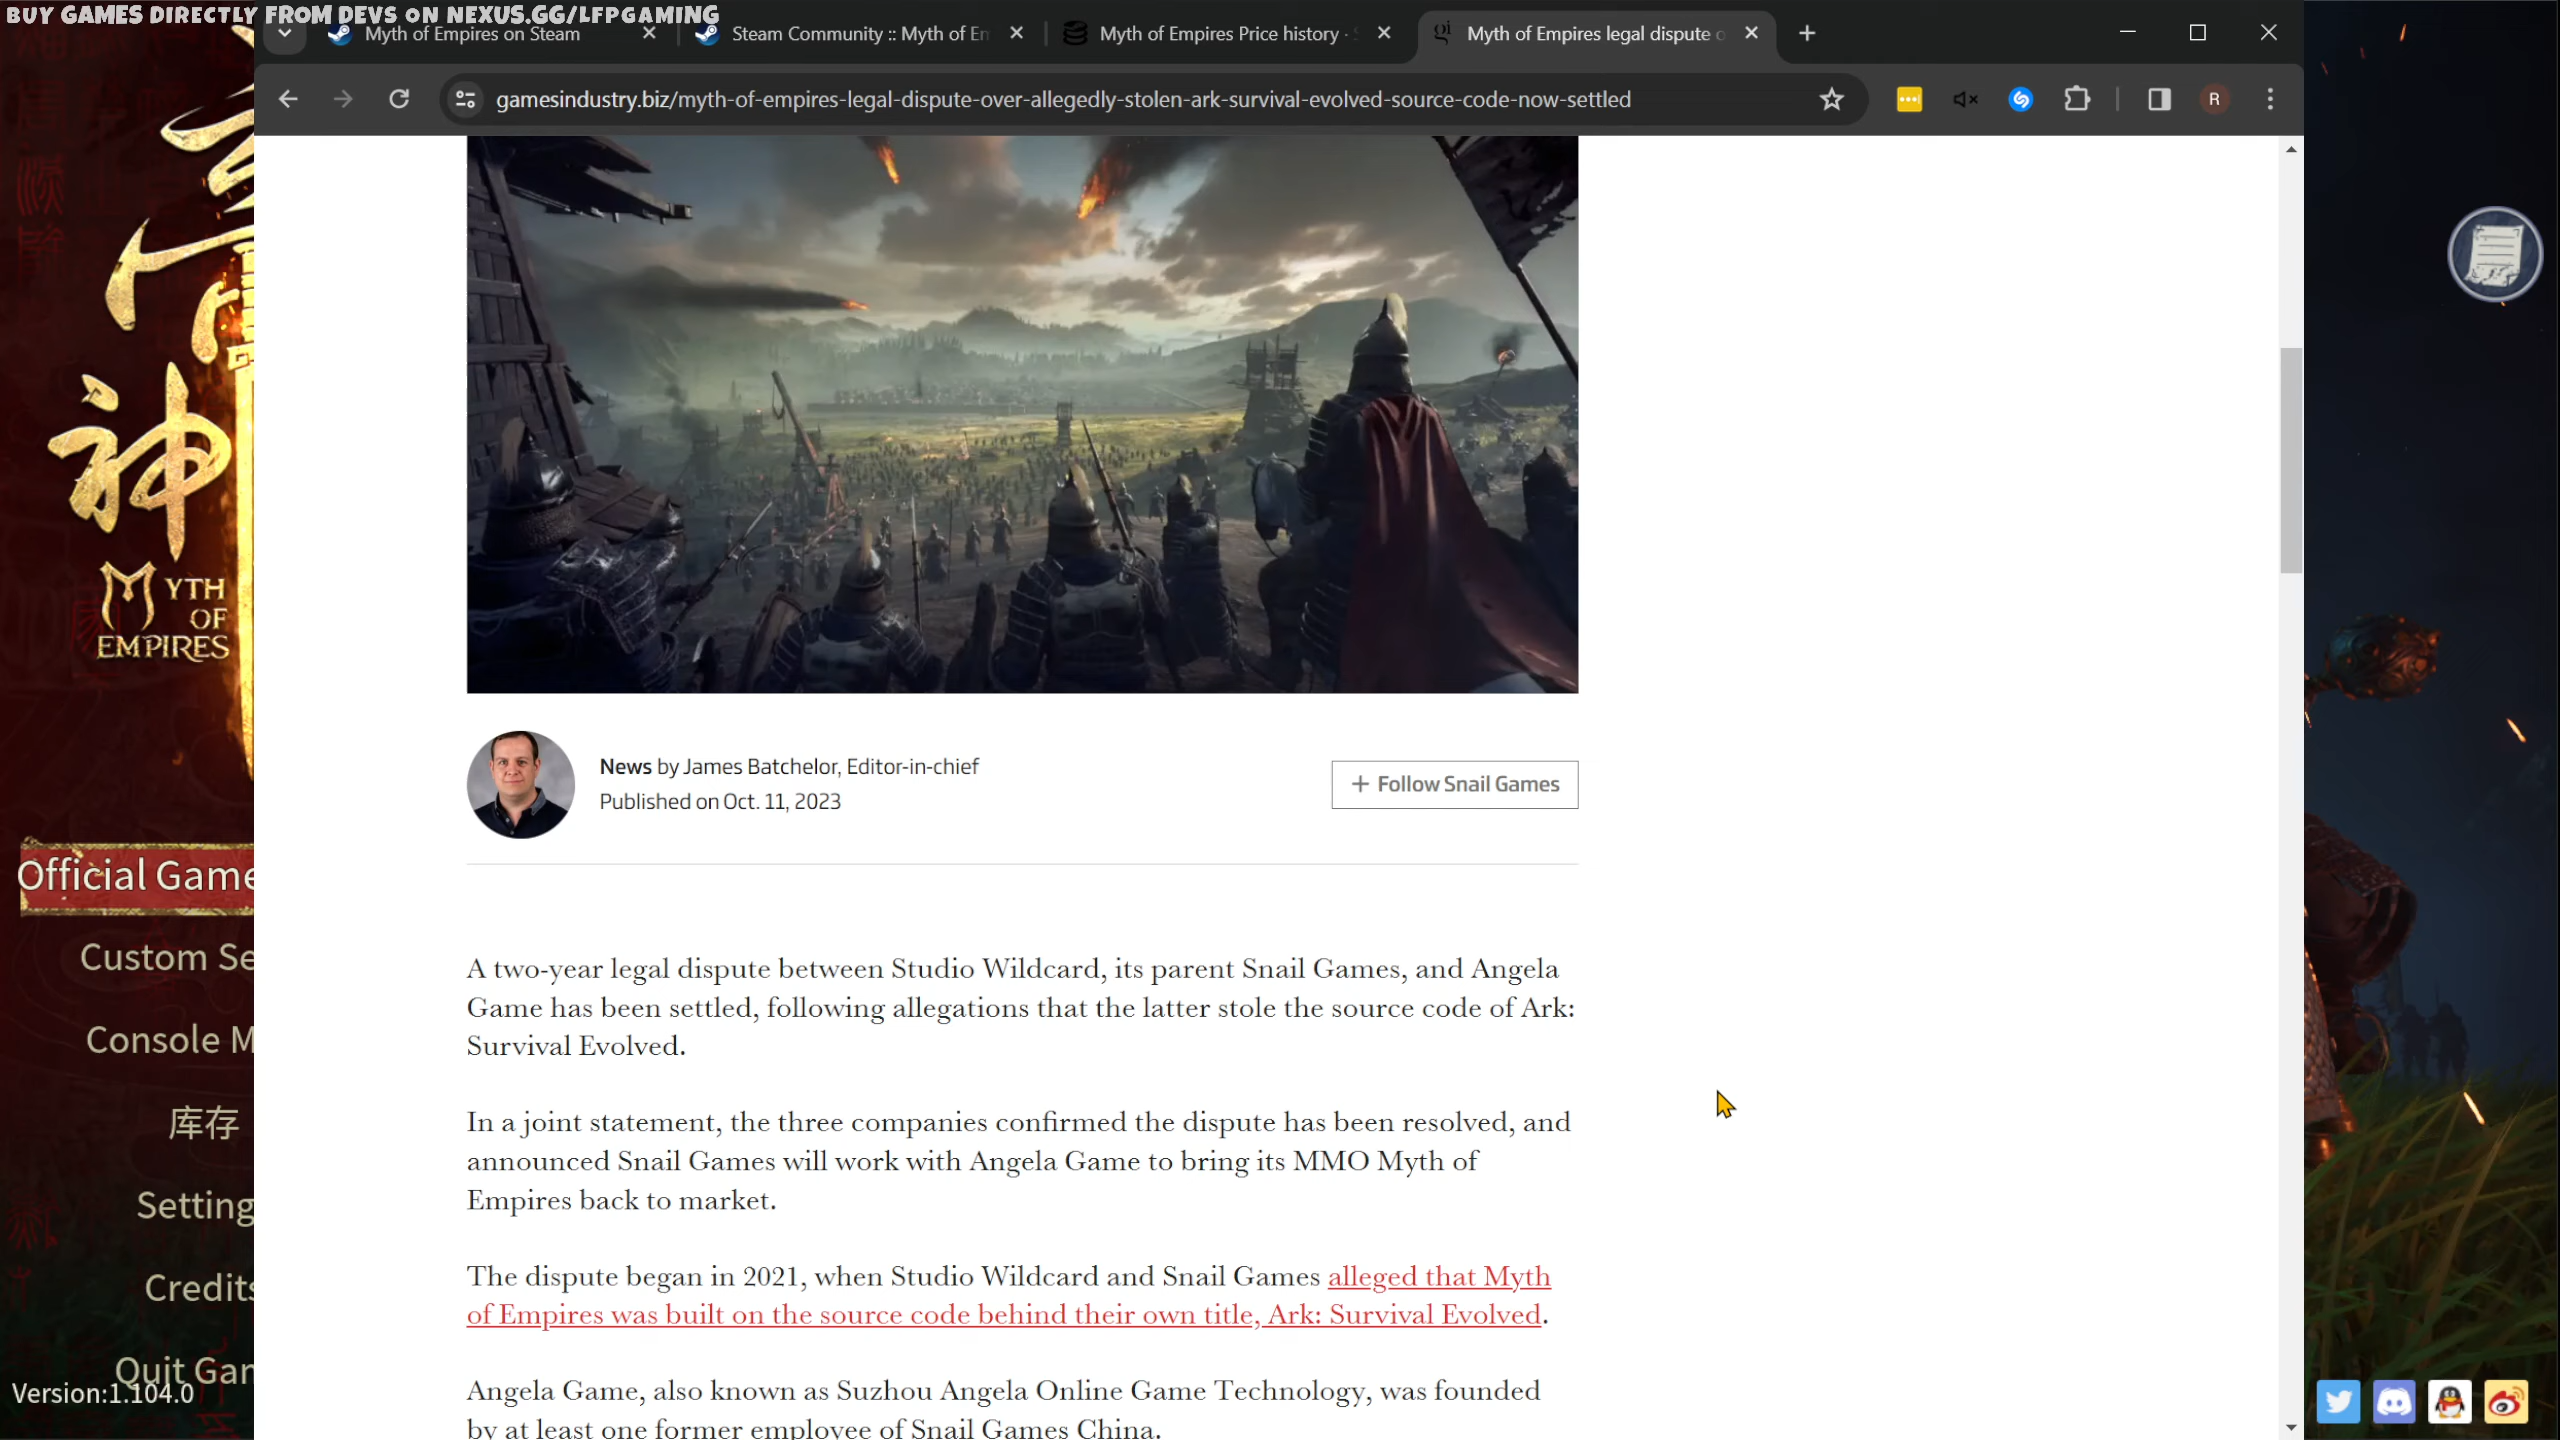 BUY GAMES DIRECTLY FROM DEVS ON NEXUS.GG/LFPGAMING
Myth of Empires on Steam
Steam Community :: Myth of Em
Myth of Empires Price history ·
gi
Myth of Empires legal dispute o
gamesindustry.biz/myth-of-empires-legal-dispute-over-allegedly-stolen-ark-survival-evolved-source-code-now-settled
R
神
MYTH
OF
EMPIRES
News by James Batchelor, Editor-in-chief
Published on Oct. 11, 2023
+ Follow Snail Games
Official Game
Custom Se
Console M
库存
Setting
Credits
Quit Gam
Version:1.104.0
A two-year legal dispute between Studio Wildcard, its parent Snail Games, and Angela
Game has been settled, following allegations that the latter stole the source code of Ark:
Survival Evolved.
In a joint statement, the three companies confirmed the dispute has been resolved, and
announced Snail Games will work with Angela Game to bring its MMO Myth of
Empires back to market.
The dispute began in 2021, when Studio Wildcard and Snail Games alleged that Myth
of Empires was built on the source code behind their own title, Ark: Survival Evolved.
Angela Game, also known as Suzhou Angela Online Game Technology, was founded
by at least one former employee of Snail Games China.